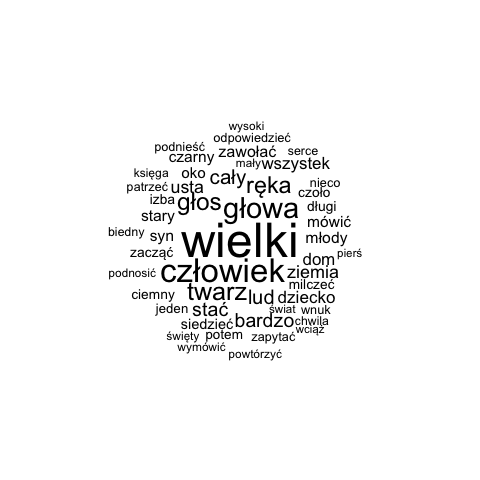 wysoki
odpowiedzieć
podnieść zawołać serce
czarny mały wszystek
księga oko cały ręka nieco
patrzeć usta czoło
izba głos głowa długi
stary mówić
biedny syn wielki młody
zacząć dom pierś
podnosić człowiek ziemia
milczeć
ciemny twarz lud dziecko
jeden stać świat wnuk
siedzieć bardzo chwila
święty potem zapytać wciąż
wymówić
powtórzyć